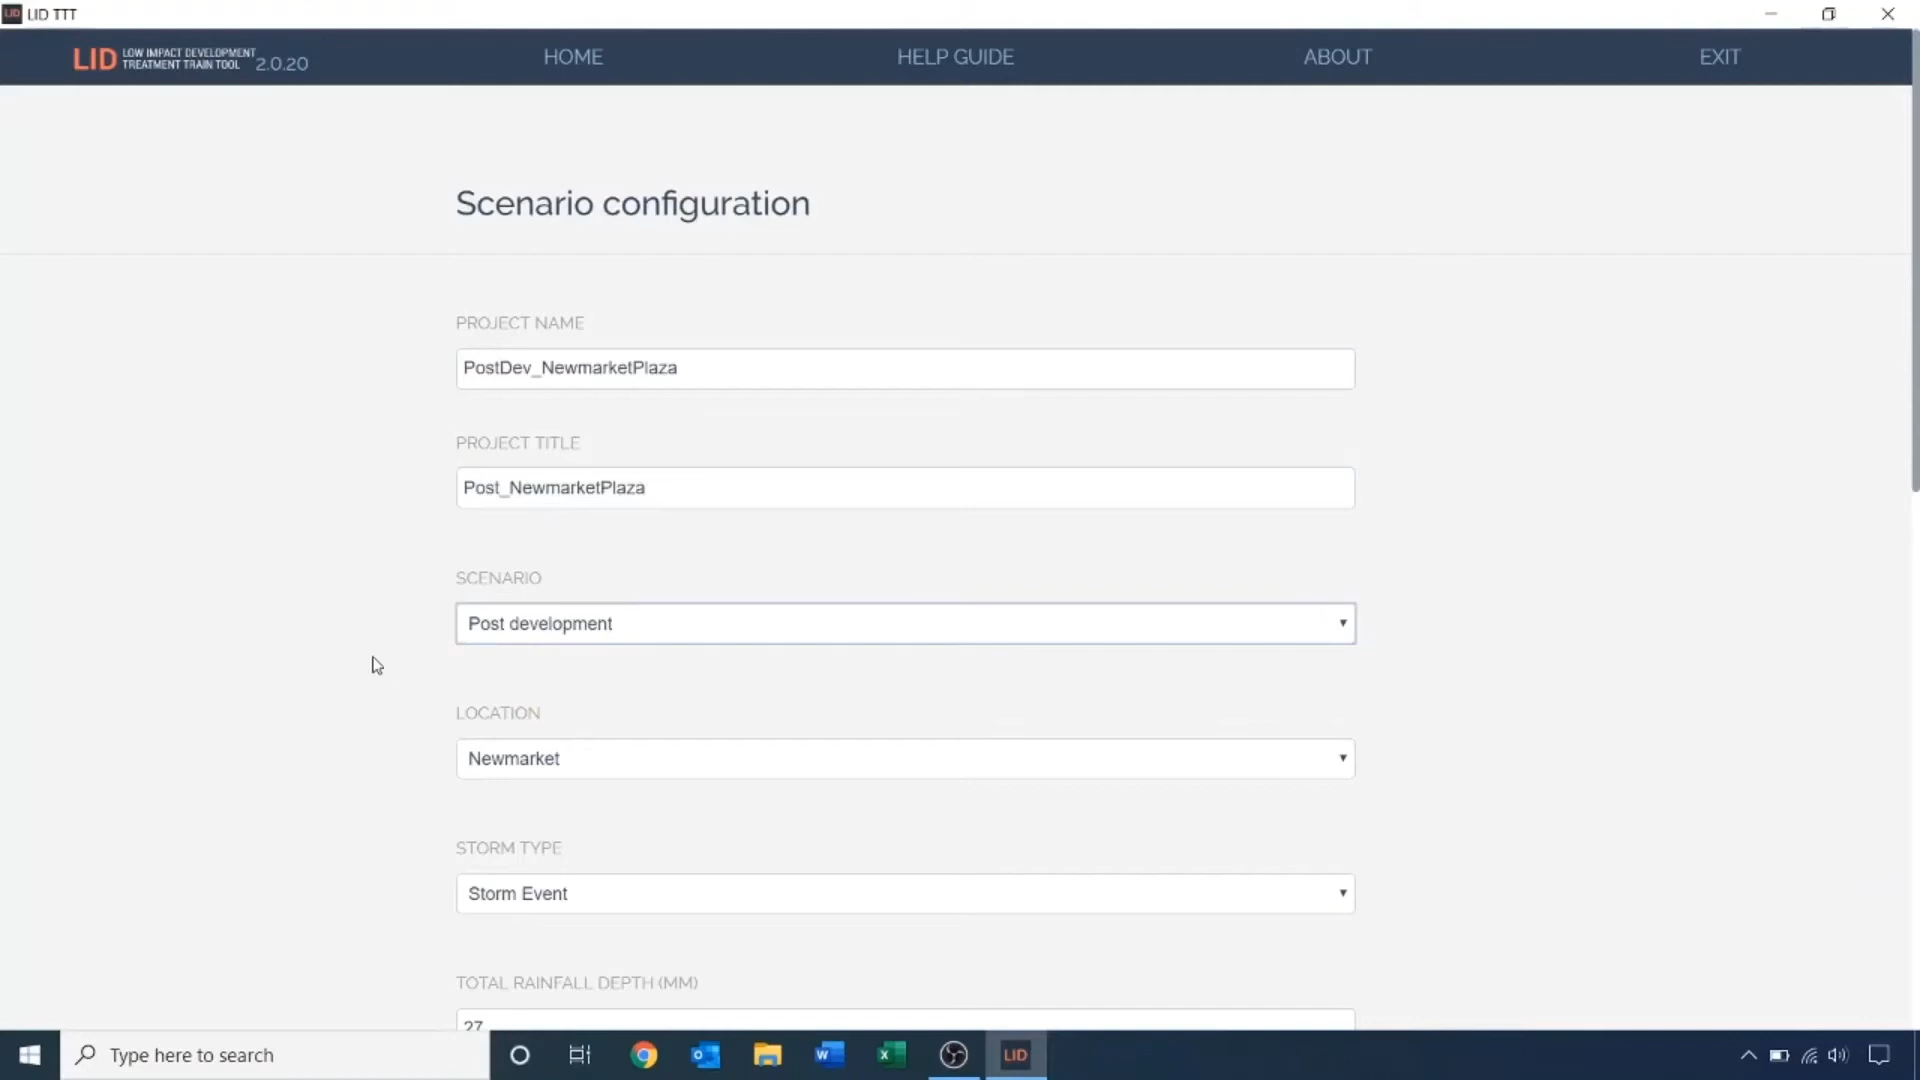 LID TTT
LID LOW IMPACT DEVELOPMENT
TREATMENT TRAIN TOOL 2.0.20
HOME
HELP GUIDE
ABOUT
EXIT
Scenario configuration
PROJECT NAME
PostDev_NewmarketPlaza
PROJECT TITLE
Post_NewmarketPlaza
SCENARIO
Post development
LOCATION
Newmarket
STORM TYPE
Storm Event
TOTAL RAINFALL DEPTH (MM)
27
Type here to search
LID